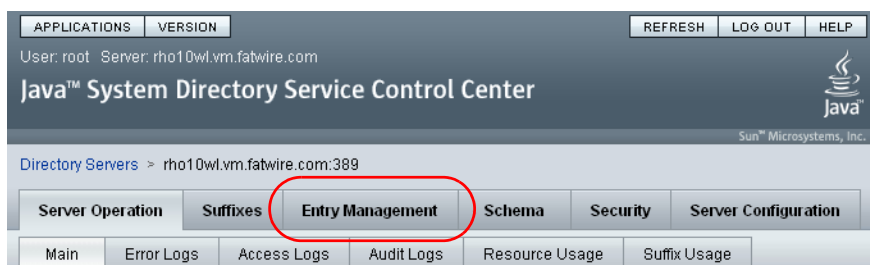 APPLICATIONS VERSION REFRESH LOG OUT HELP
User: root Server: rho10wl.vm.fatwire.com
Java™ System Directory Service Control Center
Java™
Sun™ Microsystems, Inc.
Directory Servers > rho10wl.vm.fatwire.com:389
Server Operation Suffixes Entry Management Schema Security Server Configuration
Main Error Logs Access Logs Audit Logs Resource Usage Suffix Usage